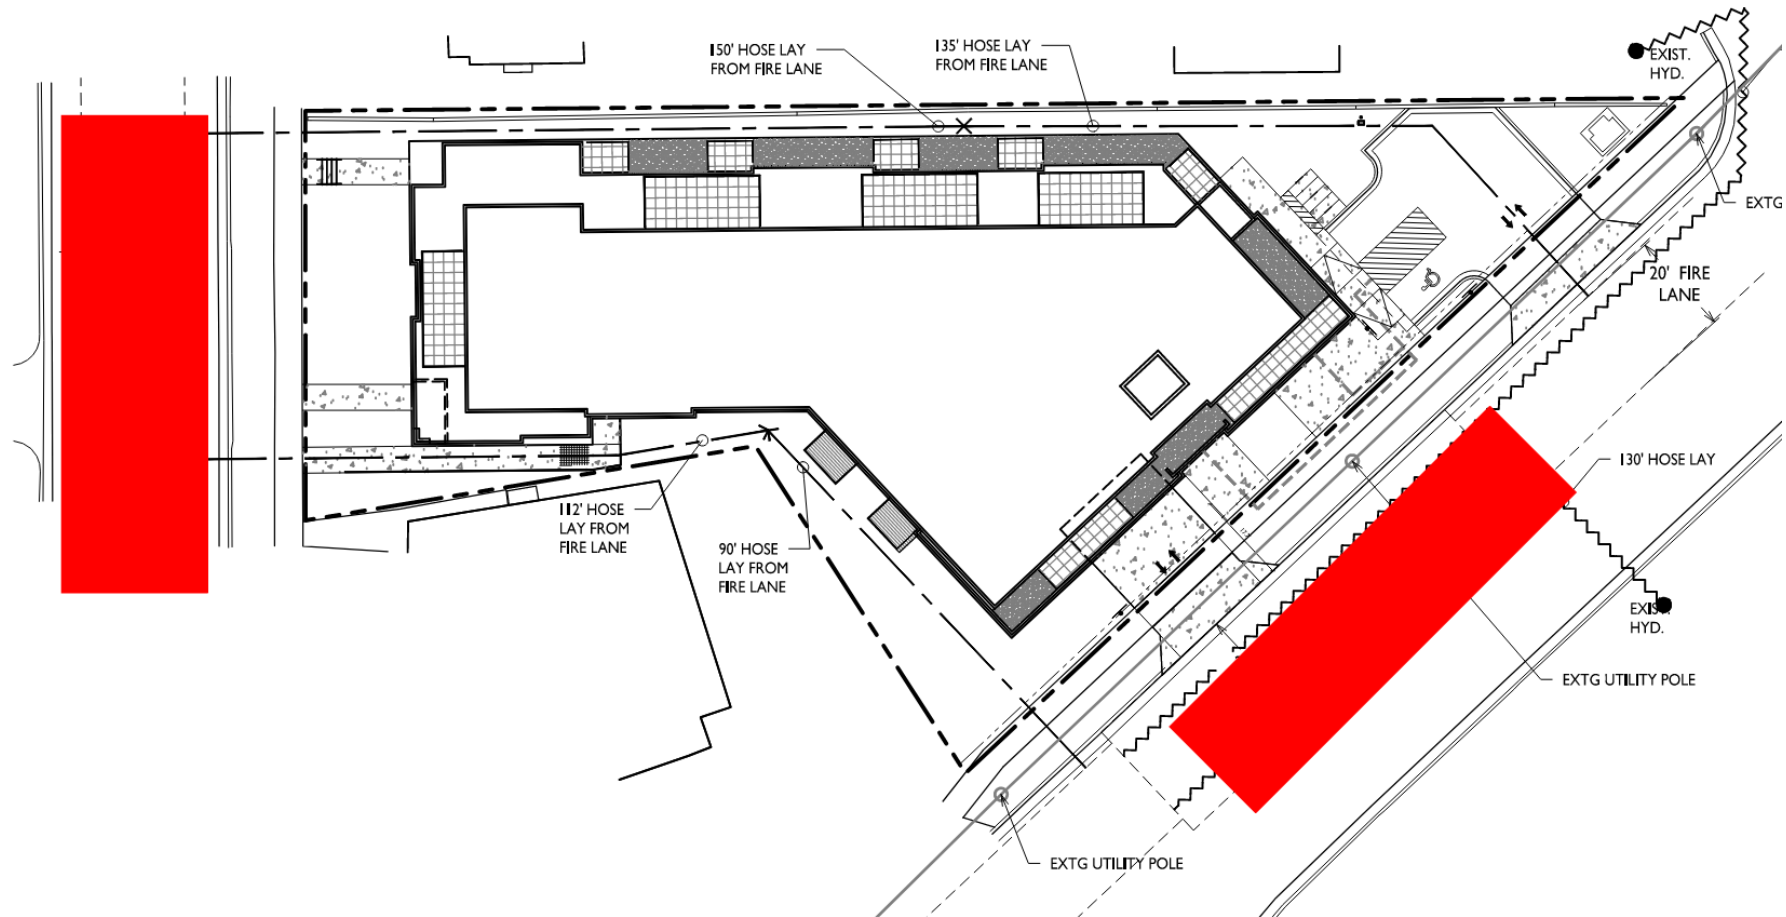 150' HOSE LAY
FROM FIRE LANE
135' HOSE LAY
FROM FIRE LANE
EXIST.
HYD.
EXTG
20' FIRE
LANE
130' HOSE LAY
112' HOSE
LAY FROM
FIRE LANE
90' HOSE
LAY FROM
FIRE LANE
EXIST.
HYD.
EXTG UTILITY POLE
EXTG UTILITY POLE